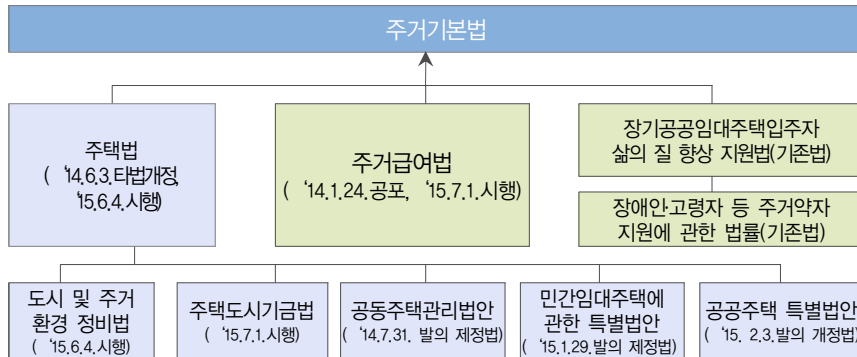 주거기본법
주택법
( ‘14.6.3.타법개정,
‘15.6.4.시행)
주거급여법
( ‘14.1.24.공포, ‘15.7.1.시행)
장기공공임대주택입주자
삶의 질 향상 지원법(기존법)
장애인·고령자 등 주거약자
지원에 관한 법률(기존법)
도시 및 주거
환경 정비법
(‘15.6.4.시행)
주택도시기금법
( ‘15.7.1.시행)
공동주택관리법안
(‘14.7.31. 발의 제정법)
민간임대주택에
관한 특별법안
(‘15.1.29.발의 제정법)
공공주택 특별법안
(‘15. 2.3.발의 개정법)